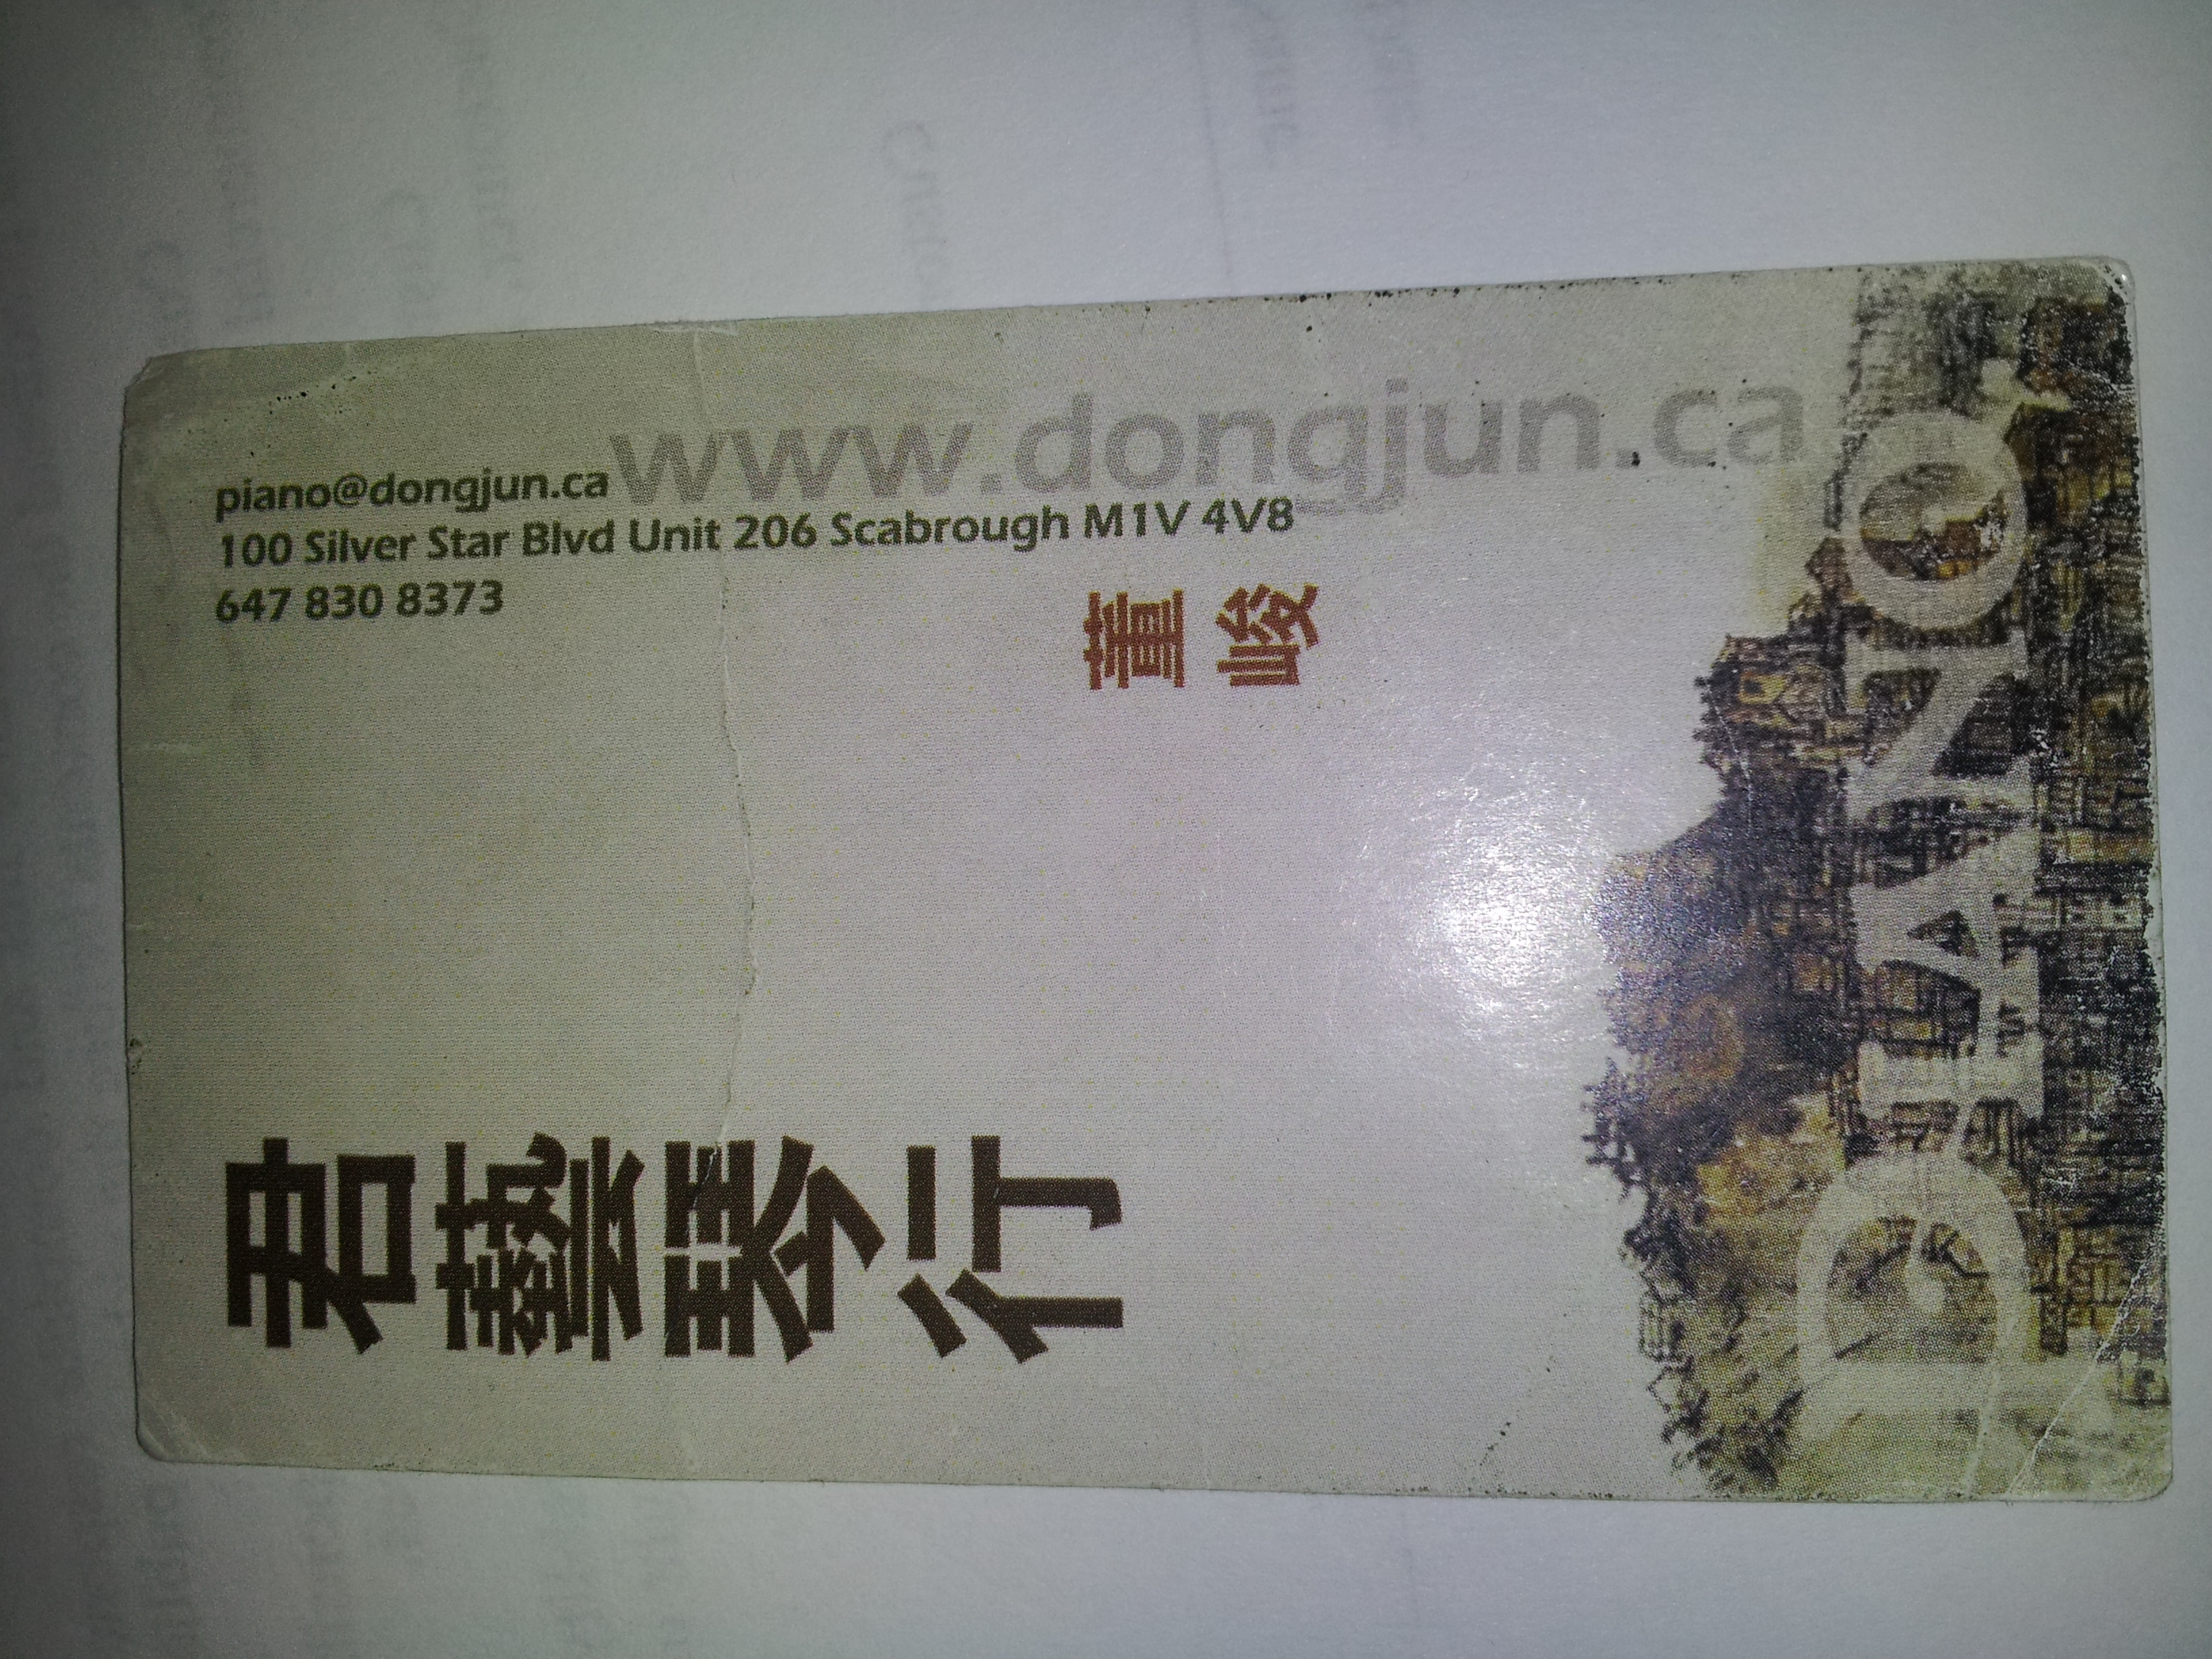 www.dongjun.ca
piano@dongjun.ca
100 Silver Star Blvd Unit 206 Scabrough M1V 4V8
647 830 8373
董峻
君藝琴行
PIANO